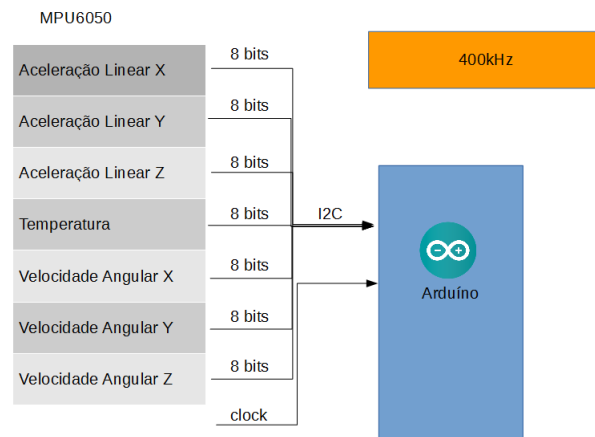 MPU6050
Aceleração Linear X
8 bits
400kHz
Aceleração Linear Y
8 bits
Aceleração Linear Z
8 bits
Temperatura
8 bits
I2C
Velocidade Angular X
8 bits
Arduíno
Velocidade Angular Y
8 bits
Velocidade Angular Z
8 bits
clock